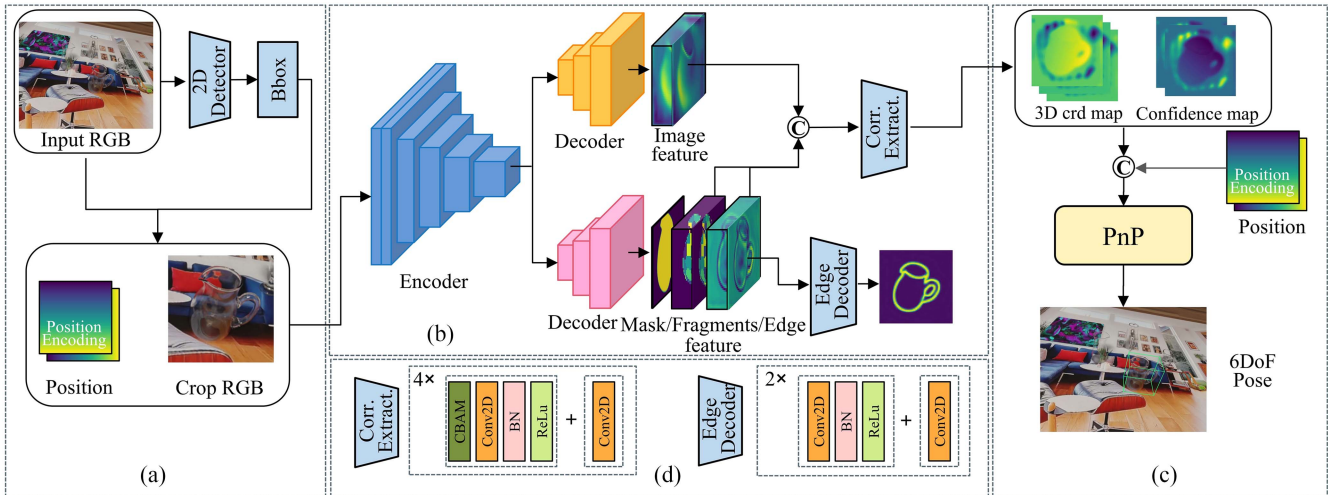 Input RGB
2D
Detector
Bbox
Position
Encoding
Position
Crop RGB
(a)
Encoder
(b)
Decoder
Image
feature
Decoder
Mask/Fragments/Edge
feature
C
Corr.
Extract.
Edge
Decoder
Corr.
Extract.
4×
CBAM
Conv2D
BN
ReLu
+
Conv2D
Edge
Decoder
2×
Conv2D
BN
ReLu
+
Conv2D
(d)
3D crd map
Confidence map
C
Position
Encoding
Position
PnP
6DoF
Pose
(c)